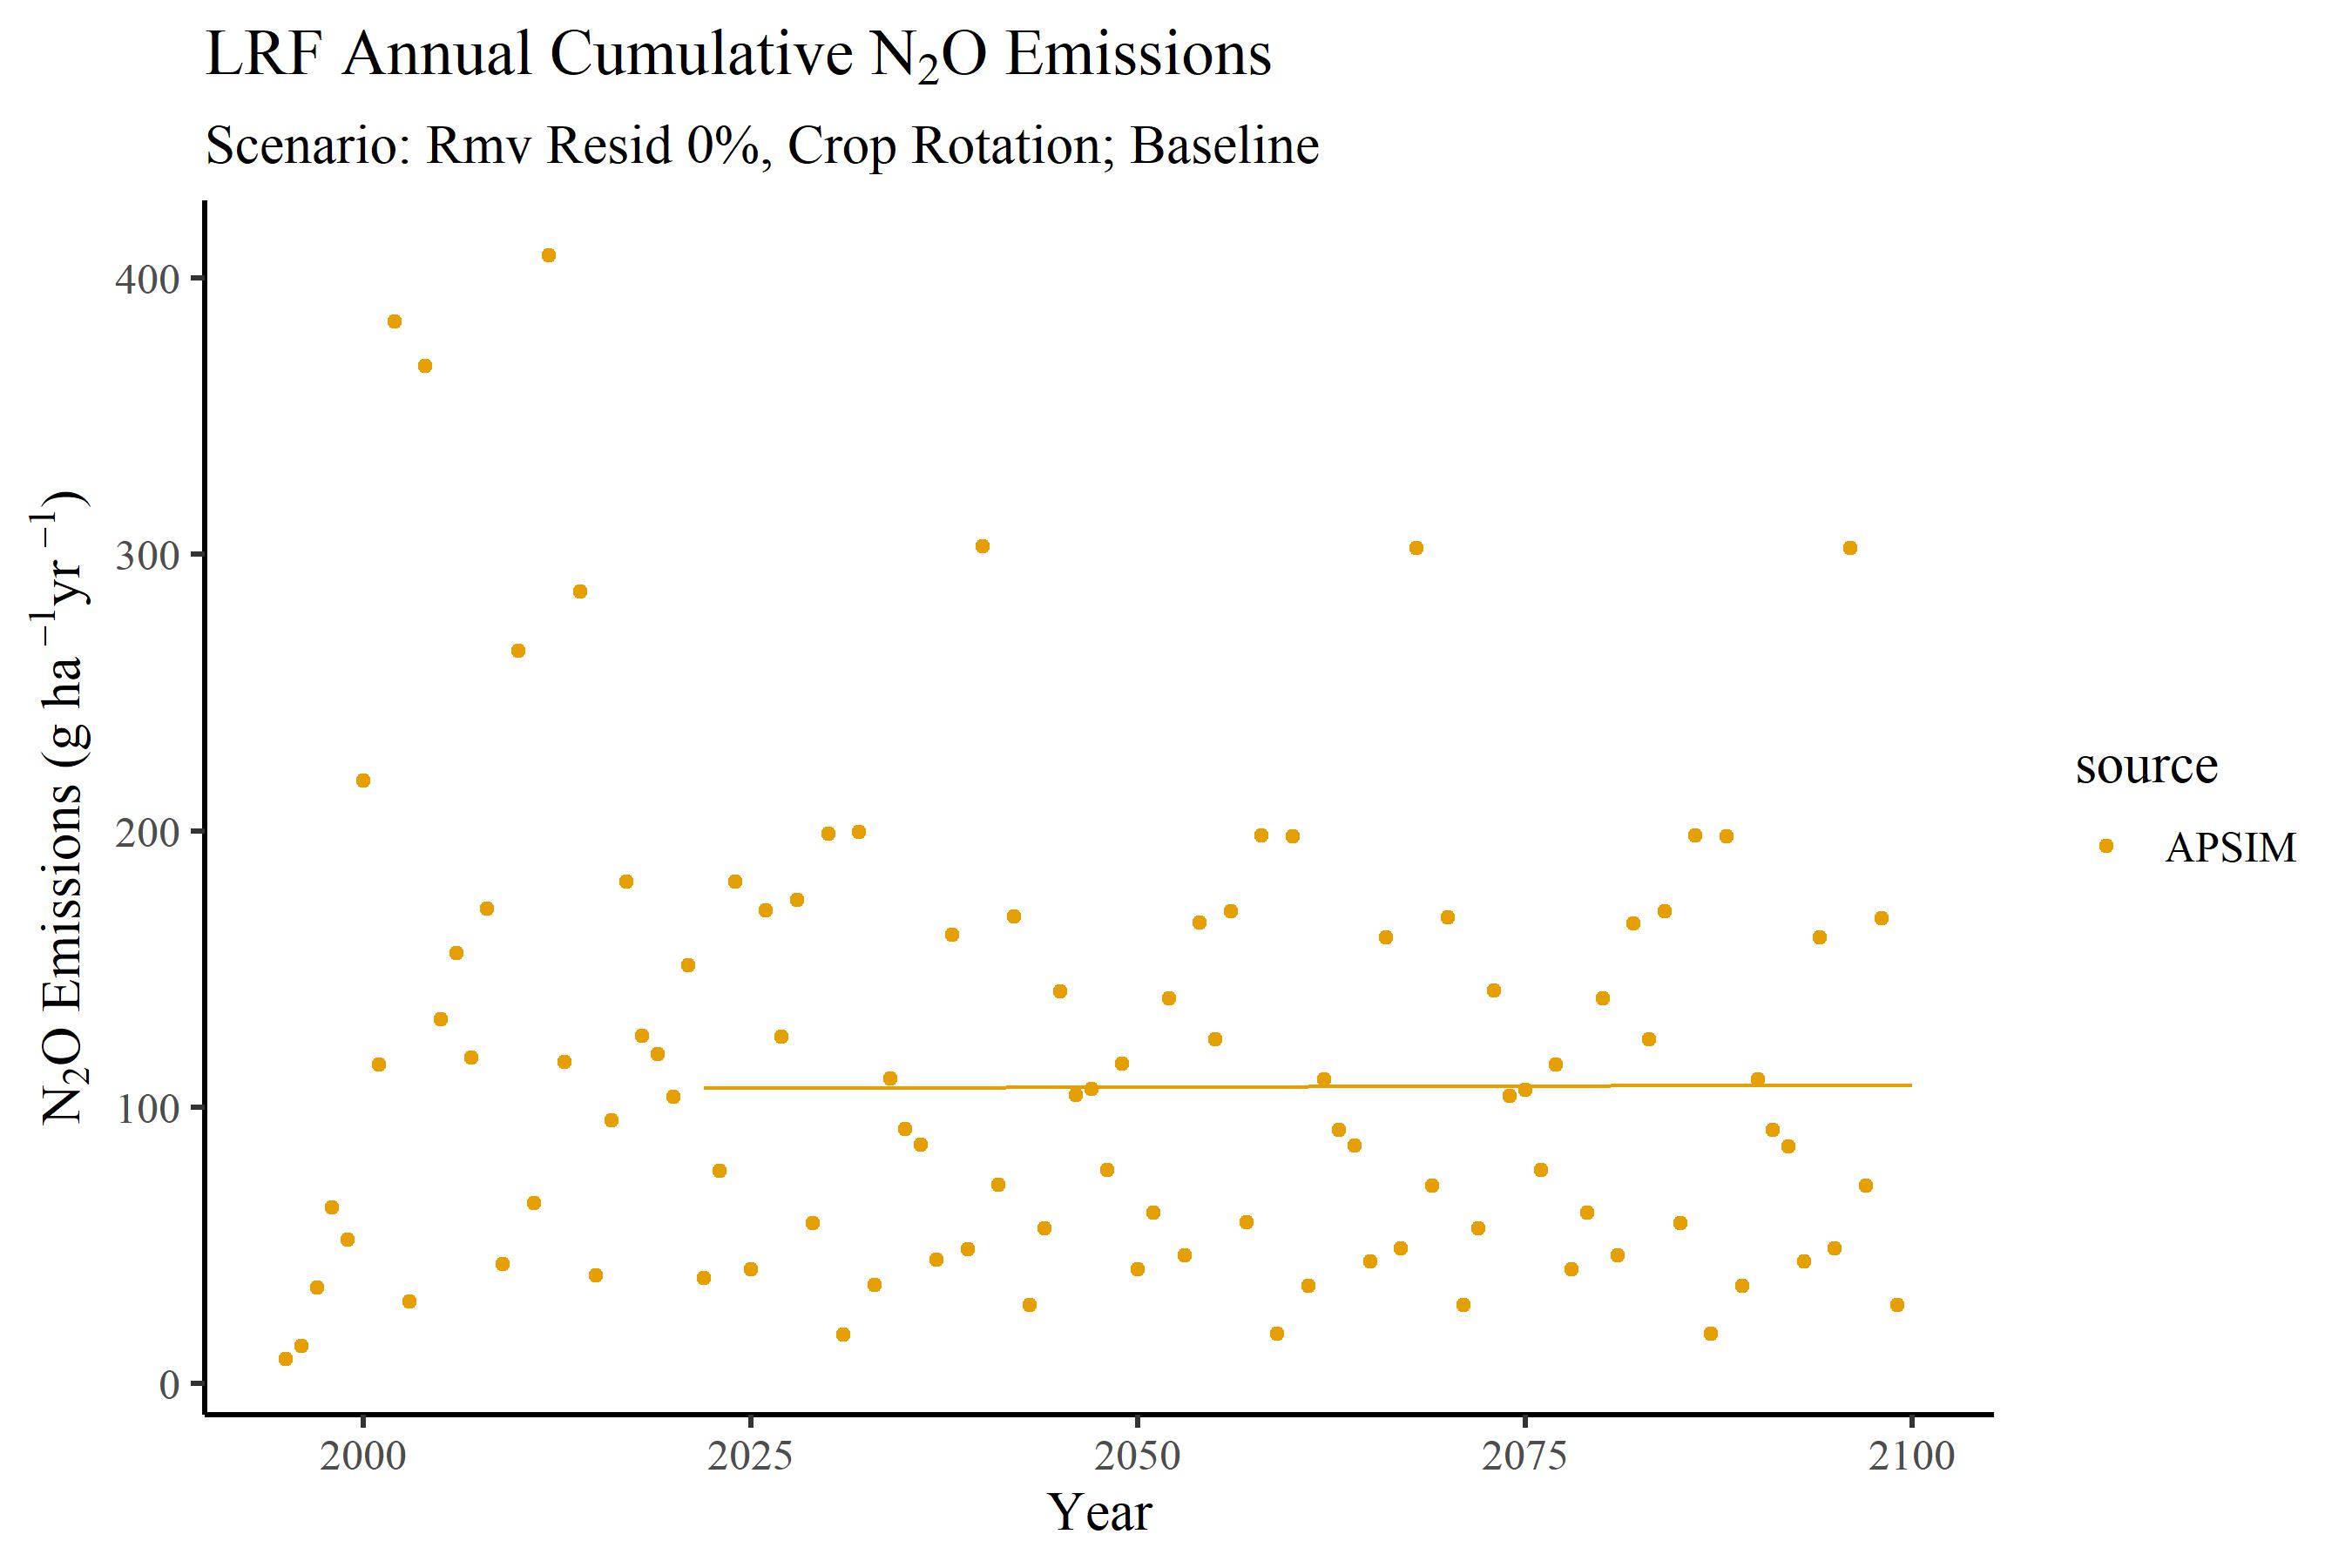 LRF Annual Cumulative N₂O Emissions
Scenario: Rmv Resid 0%, Crop Rotation; Baseline
N₂O Emissions (g ha⁻¹yr⁻¹)
400
300
200
100
0
2000 2025 2050 2075 2100
Year
source
APSIM